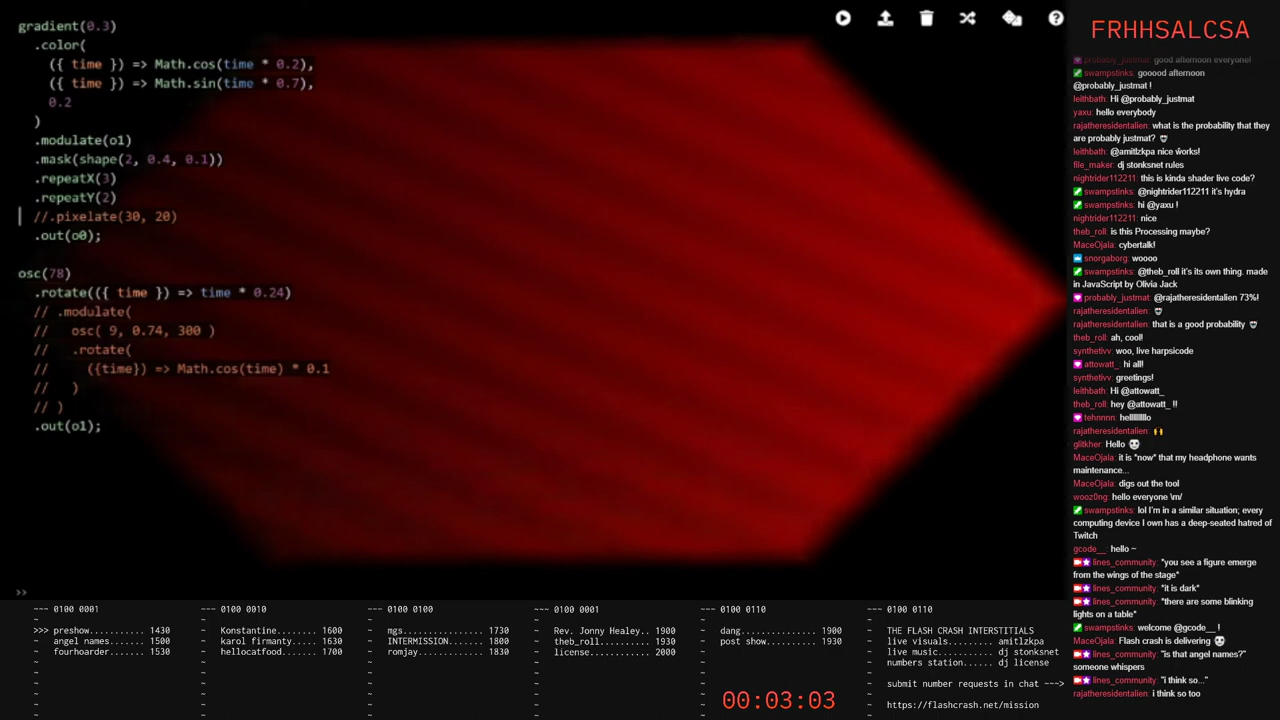 gradient(0.3)
.color(
({ time }) => Math.cos(time * 0.2),
({ time }) => Math.sin(time * 0.7),
0.2
)
.modulate(o1)
.mask(shape(2, 0.4, 0.1))
.repeatX(3)
.repeatY(2)
//.pixelate(30, 20)
.out(o0);
osc(78)
.rotate(({ time }) => time * 0.24)
// .modulate(
// osc( 9, 0.74, 300 )
// .rotate(
// ({time}) => Math.cos(time) * 0.1
// )
// )
.out(o1);
>>
FRHHSALCSA
probably_justmat: good afternoon everyone!
swampstinks: gooood afternoon
@probably_justmat !
leithbath: Hi @probably_justmat
yaxu: hello everybody
rajatheresidentalien: what is the probability that they
are probably justmat?
leithbath: @amitlzkpa nice works!
file_maker: dj stonksnet rules
nightrider112211: this is kinda shader live code?
swampstinks: @nightrider112211 it's hydra
swampstinks: hi @yaxu !
nightrider112211: nice
theb_roll: is this Processing maybe?
MaceOjala: cybertalk!
snorgaborg: woooo
swampstinks: @theb_roll it's its own thing. made
in JavaScript by Olivia Jack
probably_justmat: @rajatheresidentalien 73%!
rajatheresidentalien:
rajatheresidentalien: that is a good probability
theb_roll: ah, cool!
synthetivv: woo, live harpsicode
attowatt_: hi all!
synthetivv: greetings!
leithbath: Hi @attowatt_
theb_roll: hey @attowatt_ !!
tehnnnn: hellllllllllo
rajatheresidentalien: 🙌
glitkher: Hello
MaceOjala: it is *now* that my headphone wants
maintenance...
MaceOjala: digs out the tool
wooz0ng: hello everyone \m/
swampstinks: lol I'm in a similar situation; every
computing device I own has a deep-seated hatred of
Twitch
gcode__: hello ~
lines_community: *you see a figure emerge
from the wings of the stage*
lines_community: *it is dark*
lines_community: *there are some blinking
lights on a table*
swampstinks: welcome @gcode__ !
MaceOjala: Flash crash is delivering
lines_community: "is that angel names?"
someone whispers
lines_community: "i think so..."
rajatheresidentalien: i think so too
~~~ 0100 0001
>>> preshow......... 1430
angel names..... 1500
fourhoarder..... 1530
~~~ 0100 0010
Konstantine..... 1600
karol firmanty.. 1630
hellocatfood.... 1700
~~~ 0100 0100
mgs............. 1730
INTERMISSION.... 1800
romjay.......... 1830
~~~ 0100 0001
Rev. Jonny Healey.. 1900
theb_roll....... 1930
license......... 2000
~~~ 0100 0110
dang............ 1900
post show....... 1930
00:03:03
~~~ 0100 0110
THE FLASH CRASH INTERSTITIALS
live visuals...... amitlzkpa
live music..... dj stonksnet
numbers station... dj license
submit number requests in chat ~~~>
https://flashcrash.net/mission